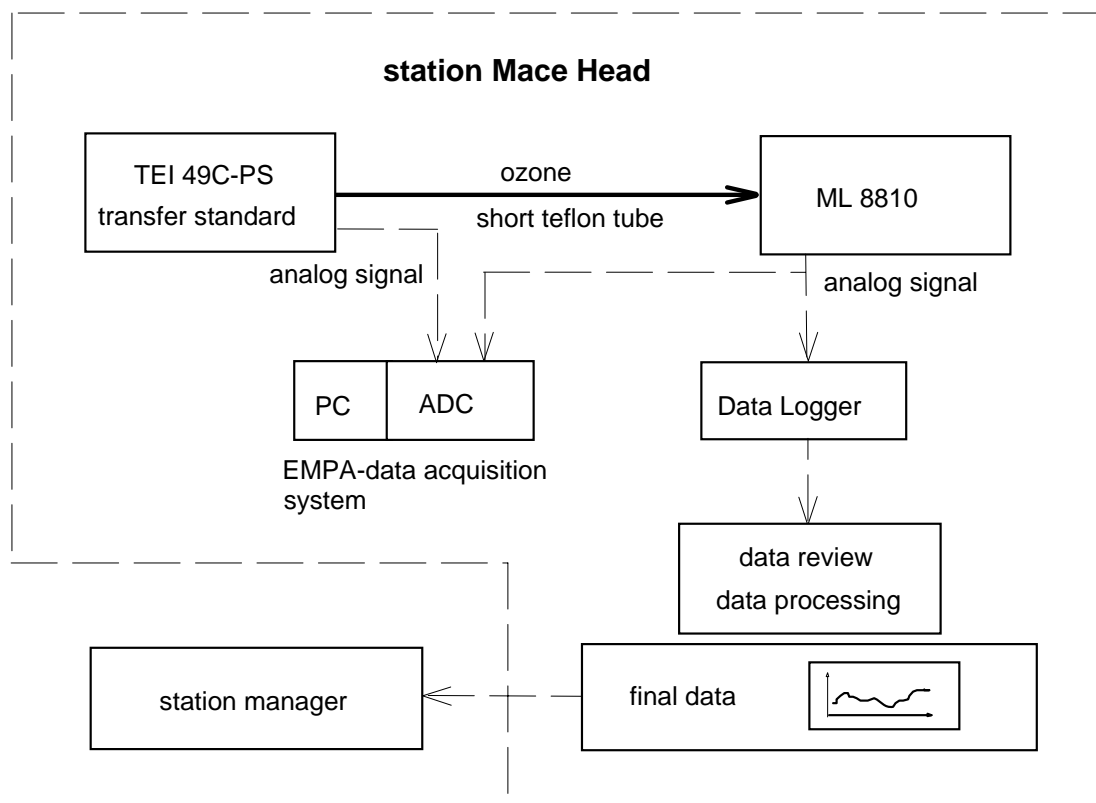 station Mace Head
TEI 49C-PS
transfer standard
ozone
short teflon tube
ML 8810
analog signal
analog signal
PC
ADC
Data Logger
EMPA-data acquisition
system
data review
data processing
station manager
final data